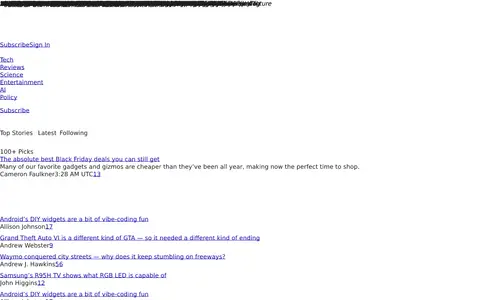 SubscribeSign In
Tech
Reviews
Science
Entertainment
AI
Policy
Subscribe
Top Stories Latest Following
100+ Picks
The absolute best Black Friday deals you can still get
Many of our favorite gadgets and gizmos are cheaper than they've been all year, making now the perfect time to shop.
Cameron Faulkner3:28 AM UTC13
Android's DIY widgets are a bit of vibe-coding fun
Allison Johnson17
Grand Theft Auto VI is a different kind of GTA — so it needed a different kind of ending
Andrew Webster9
Waymo conquered city streets — why does it keep stumbling on freeways?
Andrew J. Hawkins56
Samsung's R95H TV shows what RGB LED is capable of
John Higgins12
Android's DIY widgets are a bit of vibe-coding fun